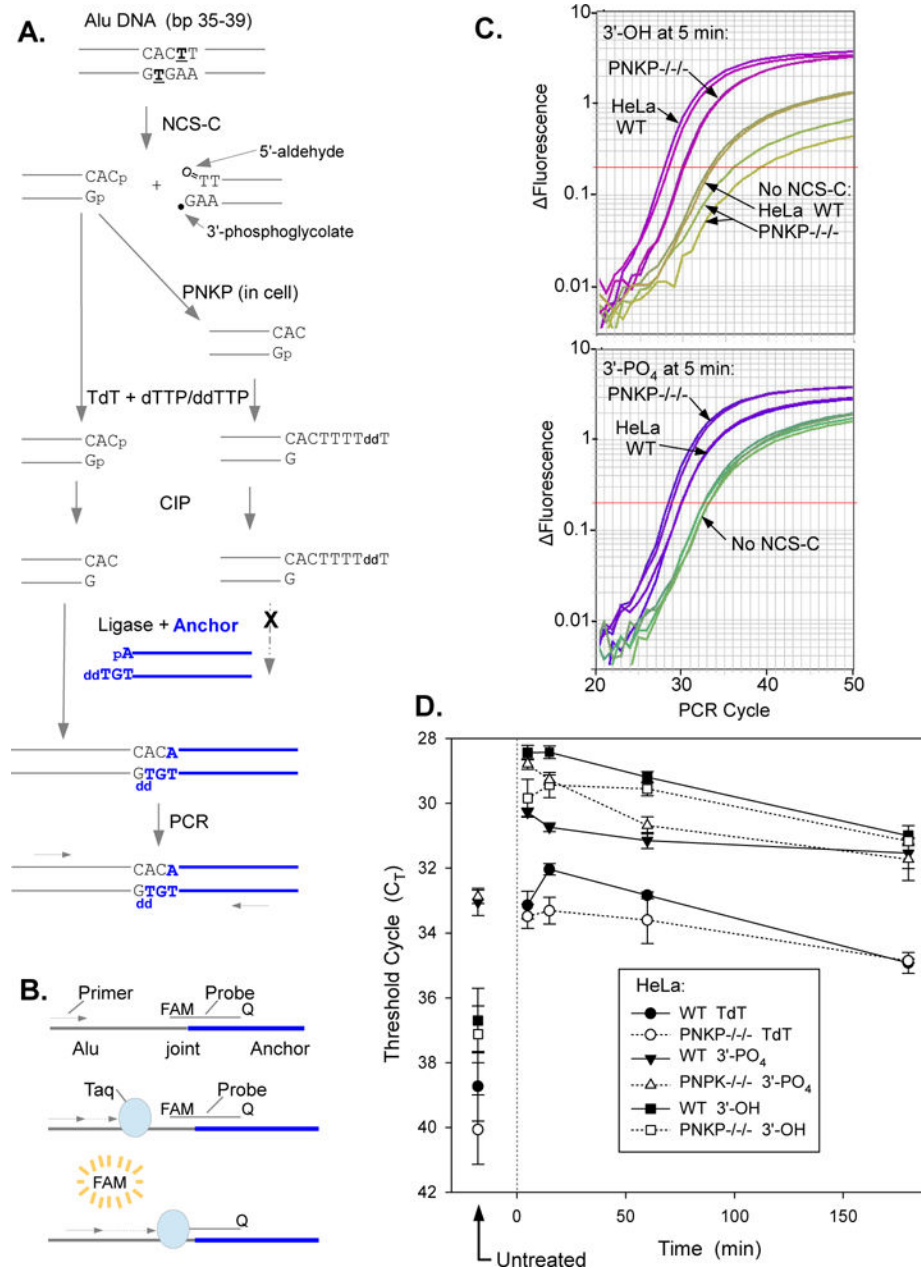 A.
Alu DNA (bp 35-39)
CACTT
GTGAA
NCS-C
5'-aldehyde
CACp
Gp
+
O=TT
GAA
3'-phosphoglycolate
PNKP (in cell)
CAC
Gp
TdT + dTTP/ddTTP
CACp
Gp
CACTTTTddT
G
CIP
CAC
G
CACTTTTddT
G
Ligase + Anchor
X
pA
ddTGT
CACA
GTGT
dd
PCR
CACA
GTGT
dd
B.
Primer
FAM
Probe
Q
Alu
joint
Anchor
Taq
FAM
Probe
Q
FAM
Q
C.
3'-OH at 5 min:
PNKP-/-/-
HeLa
WT
No NCS-C:
HeLa WT
PNKP-/-/-
ΔFluorescence
1
0.1
0.01
3'-PO4 at 5 min:
PNKP-/-/-
HeLa
WT
No NCS-C
ΔFluorescence
1
0.1
0.01
20
30
40
50
PCR Cycle
D.
Threshold Cycle (CT)
28
30
32
34
36
38
40
42
HeLa:
WT TdT
PNKP-/-/- TdT
WT 3'-PO4
PNPK-/-/- 3'-PO4
WT 3'-OH
PNKP-/-/- 3'-OH
0
50
100
150
Time (min)
Untreated